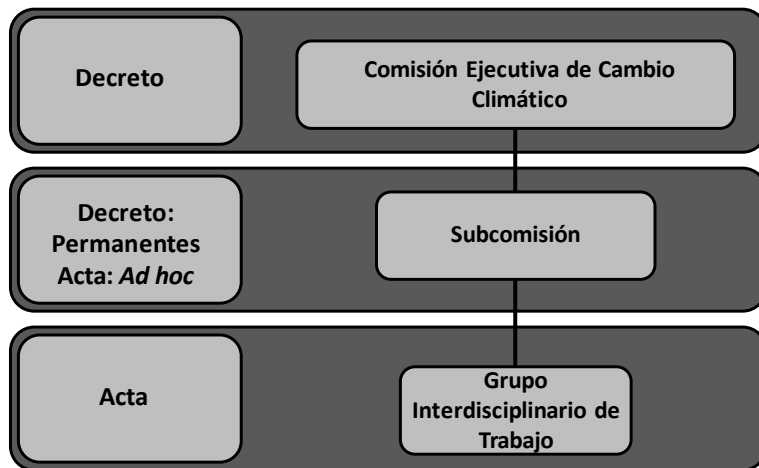 Decreto
Comisión Ejecutiva de Cambio
Climático
Decreto:
Permanentes
Acta: Ad hoc
Subcomisión
Acta
Grupo
Interdisciplinario de
Trabajo